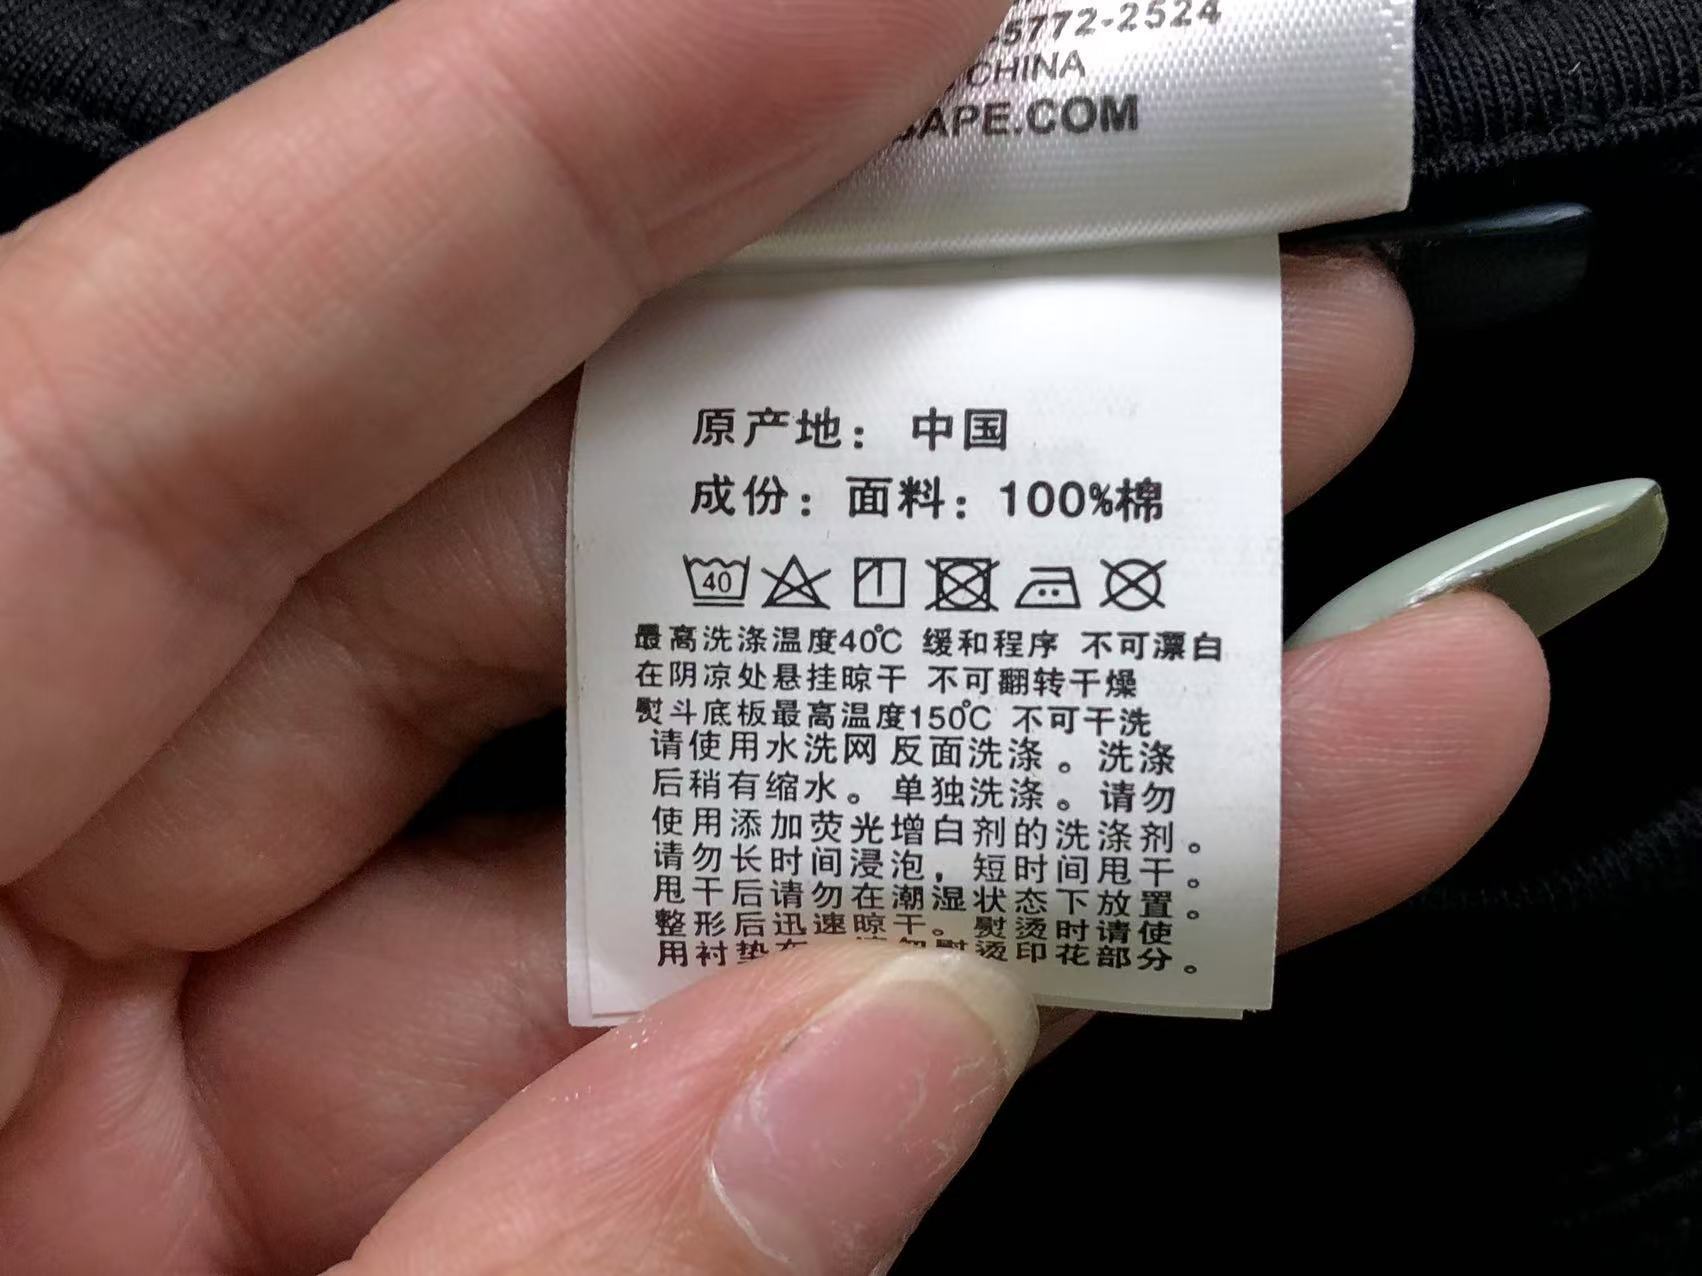 -5772-2524
CHINA
APE.COM
原产地：中国
成份：面料：100%棉
40
最高洗涤温度40℃ 缓和程序 不可漂白
在阴凉处悬挂晾干 不可翻转干燥
熨斗底板最高温度150℃ 不可干洗
请使用水洗网反面洗涤。洗涤
后稍有缩水。单独洗涤。请勿
使用添加荧光增白剂的洗涤剂。
请勿长时间浸泡，短时间甩干。
甩干后请勿在潮湿状态下放置。
整形后迅速晾干。熨烫时请使
用衬垫 熨烫印花部分。